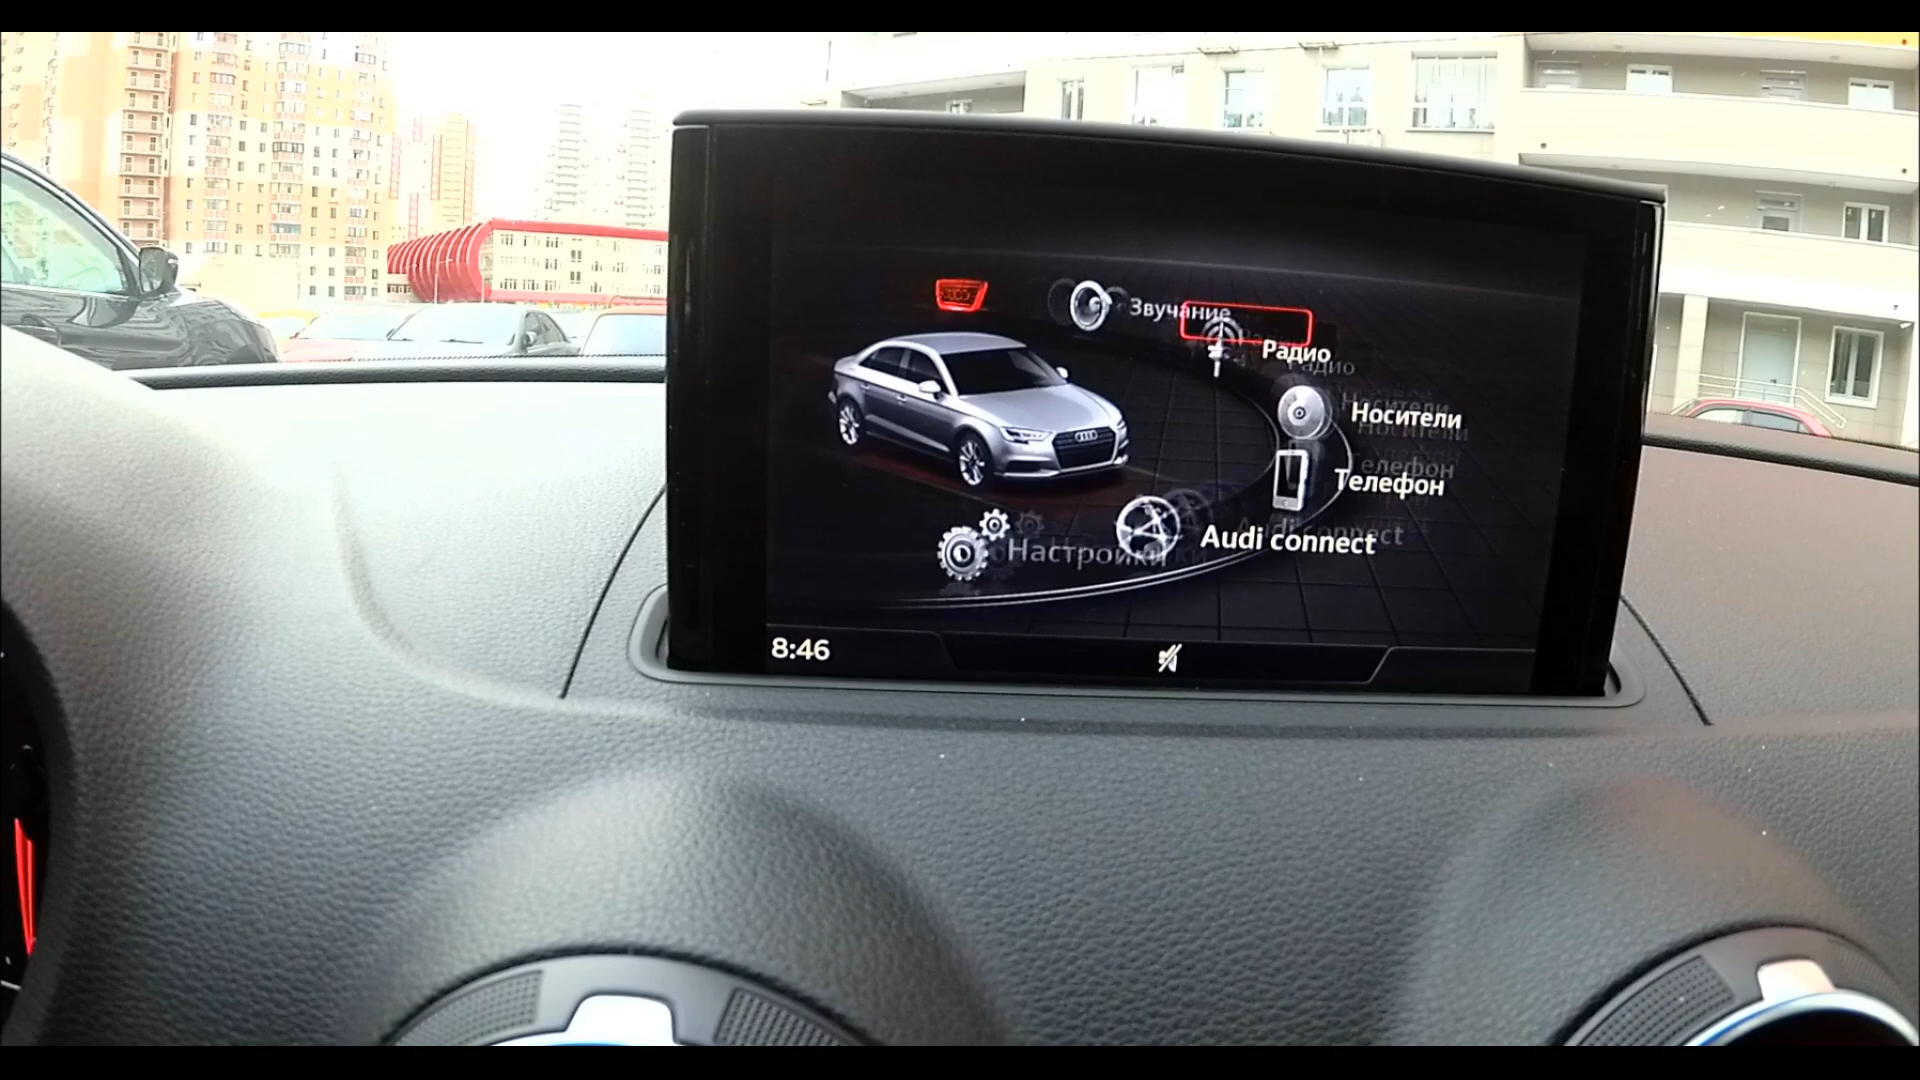 Звучание
Радио
Носители
Телефон
Audi connect
Настройки
8:46